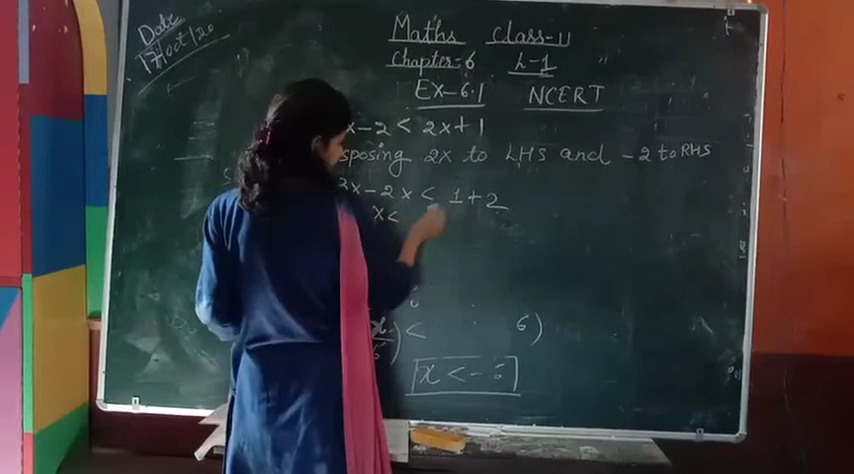 Date
17/Oct/20
Maths Class-11
Chapter-6 L-1
Ex-6.1 NCERT
x-2 < 2x+1
sposing 2x to LHS and -2 to RHS
3x-2x < 1+2
x<
<
6)
x < -6